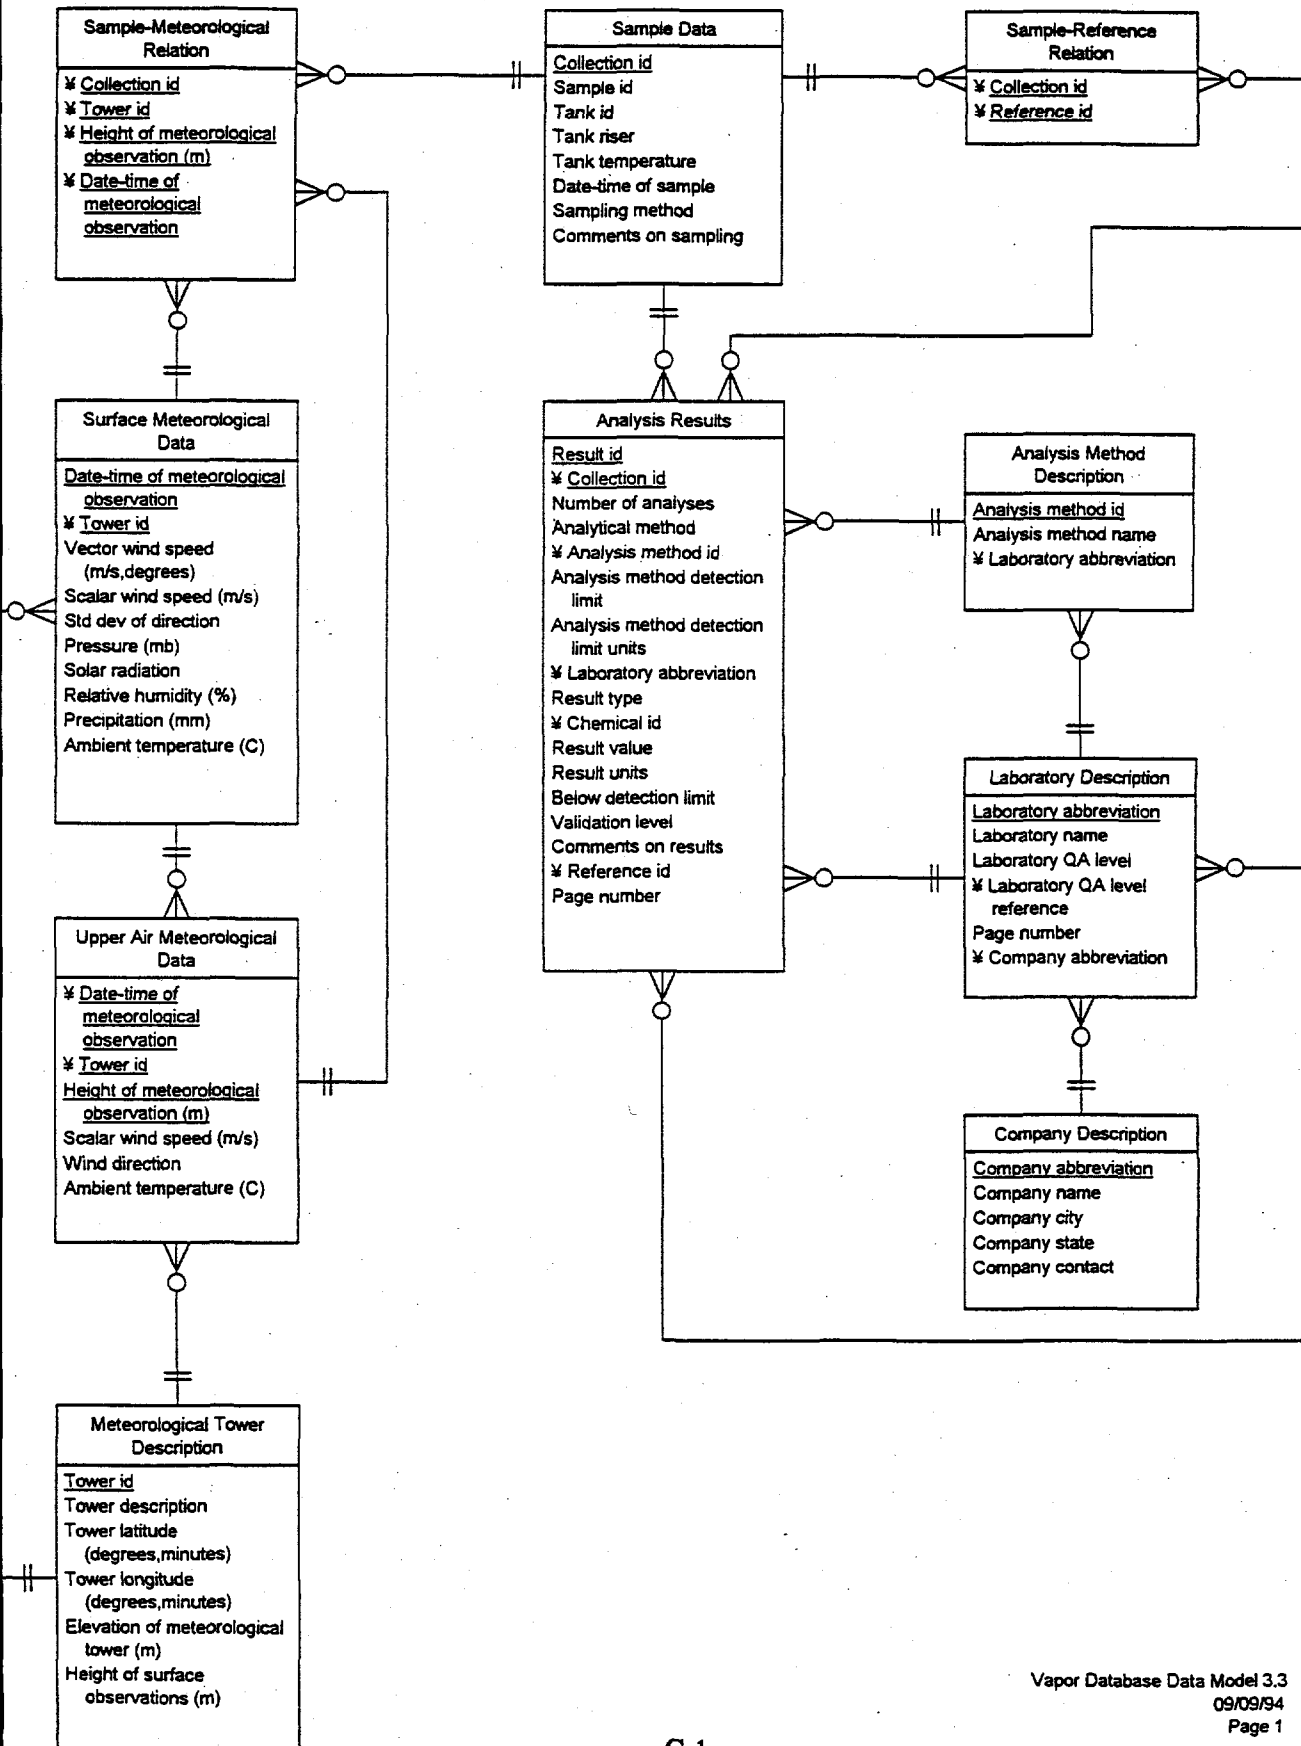 Sample-Meteorological
Relation
¥ Collection id
¥ Tower id
¥ Height of meteorological
observation (m)
¥ Date-time of
meteorological
observation
Sample Data
Collection id
Sample id
Tank id
Tank riser
Tank temperature
Date-time of sample
Sampling method
Comments on sampling
Sample-Reference
Relation
¥ Collection id
¥ Reference id
Surface Meteorological
Data
Date-time of meteorological
observation
¥ Tower id
Vector wind speed
(m/s,degrees)
Scalar wind speed (m/s)
Std dev of direction
Pressure (mb)
Solar radiation
Relative humidity (%)
Precipitation (mm)
Ambient temperature (C)
Analysis Results
Result id
¥ Collection id
Number of analyses
Analytical method
¥ Analysis method id
Analysis method detection
limit
Analysis method detection
limit units
¥ Laboratory abbreviation
Result type
¥ Chemical id
Result value
Result units
Below detection limit
Validation level
Comments on results
¥ Reference id
Page number
Analysis Method
Description
Analysis method id
Analysis method name
¥ Laboratory abbreviation
Laboratory Description
Laboratory abbreviation
Laboratory name
Laboratory QA level
¥ Laboratory QA level
reference
Page number
¥ Company abbreviation
Upper Air Meteorological
Data
¥ Date-time of
meteorological
observation
¥ Tower id
Height of meteorological
observation (m)
Scalar wind speed (m/s)
Wind direction
Ambient temperature (C)
Company Description
Company abbreviation
Company name
Company city
Company state
Company contact
Meteorological Tower
Description
Tower id
Tower description
Tower latitude
(degrees,minutes)
Tower longitude
(degrees,minutes)
Elevation of meteorological
tower (m)
Height of surface
observations (m)
Vapor Database Data Model 3.3
09/09/94
Page 1